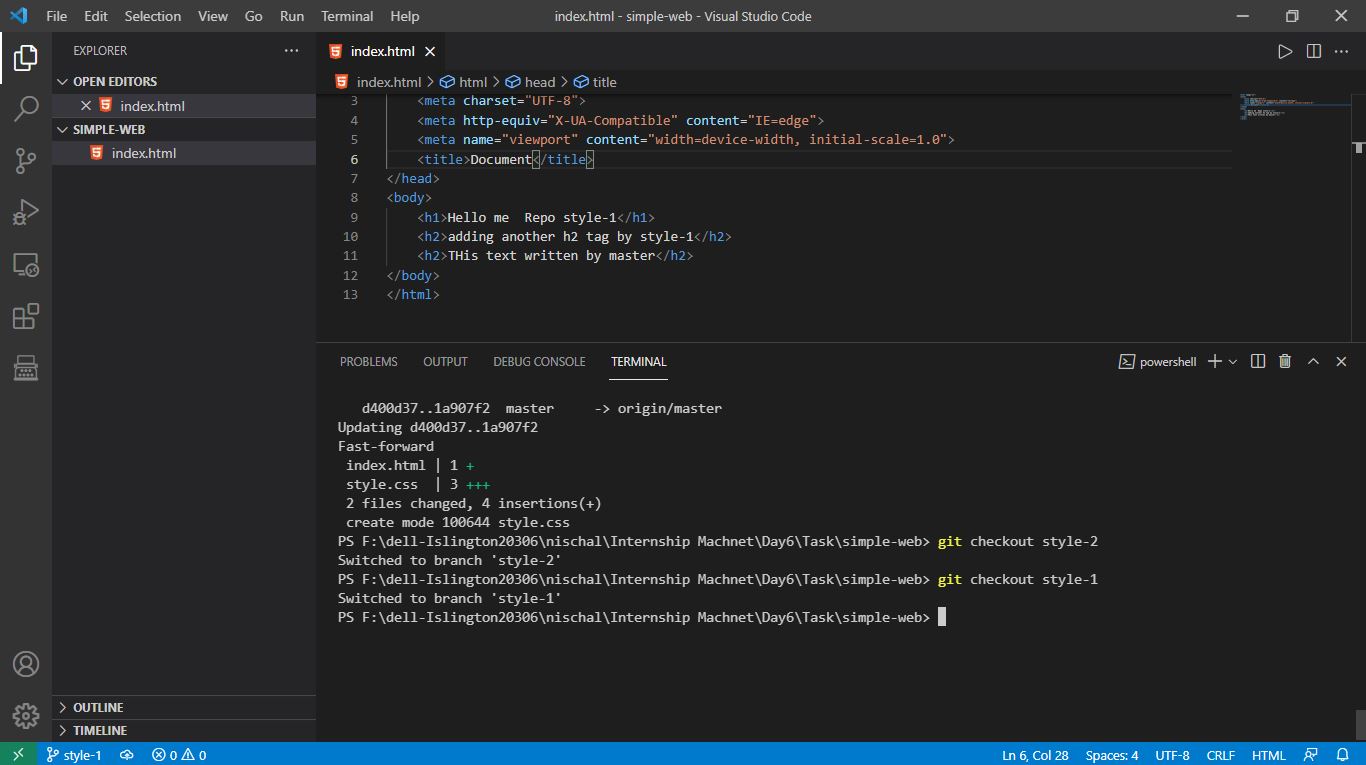 File Edit Selection View Go Run Terminal Help index.html - simple-web - Visual Studio Code
EXPLORER
OPEN EDITORS
index.html
SIMPLE-WEB
index.html
OUTLINE
TIMELINE
index.html
index.html > html > head > title
3 <meta charset="UTF-8">
4 <meta http-equiv="X-UA-Compatible" content="IE=edge">
5 <meta name="viewport" content="width=device-width, initial-scale=1.0">
6 <title>Document</title>
7 </head>
8 <body>
9 <h1>Hello me  Repo style-1</h1>
10 <h2>adding another h2 tag by style-1</h2>
11 <h2>THis text written by master</h2>
12 </body>
13 </html>
PROBLEMS OUTPUT DEBUG CONSOLE TERMINAL powershell
d400d37..1a907f2  master     -> origin/master
Updating d400d37..1a907f2
Fast-forward
index.html | 1 +
style.css  | 3 +++
2 files changed, 4 insertions(+)
create mode 100644 style.css
PS F:\dell-Islington20306\nischal\Internship Machnet\Day6\Task\simple-web> git checkout style-2
Switched to branch 'style-2'
PS F:\dell-Islington20306\nischal\Internship Machnet\Day6\Task\simple-web> git checkout style-1
Switched to branch 'style-1'
PS F:\dell-Islington20306\nischal\Internship Machnet\Day6\Task\simple-web>
style-1 0 0 Ln 6, Col 28 Spaces: 4 UTF-8 CRLF HTML